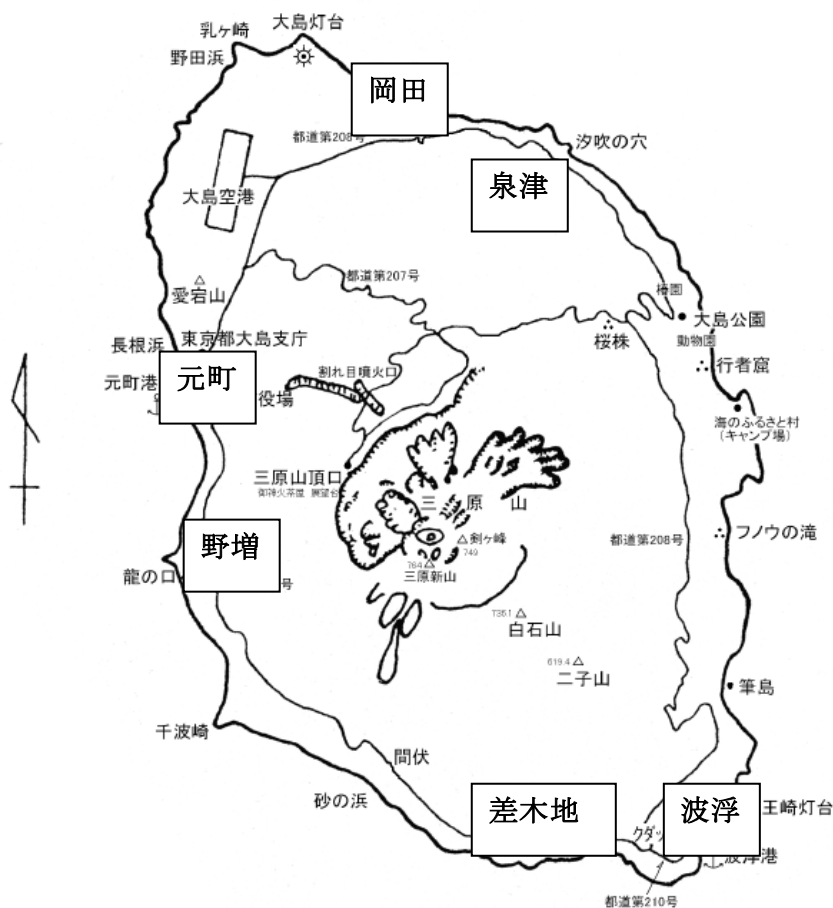 大島灯台
乳ヶ崎
野田浜
岡田
都道第208号
汐吹の穴
泉津
大島空港
都道第207号
愛宕山
椿園
大島公園
桜株
動物園
行者窟
長根浜
東京都大島支庁
元町港
元町
役場
割れ目噴火口
海のふるさと村
(キャンプ場)
三原山頂口
御神火茶屋 展望台
三原山
剣ヶ峰
749
764
三原新山
都道第208号
フノウの滝
野増
龍の口
号
白石山
619.4
二子山
筆島
千波崎
間伏
砂の浜
差木地
波浮
王崎灯台
クダッ
波浮港
都道第210号